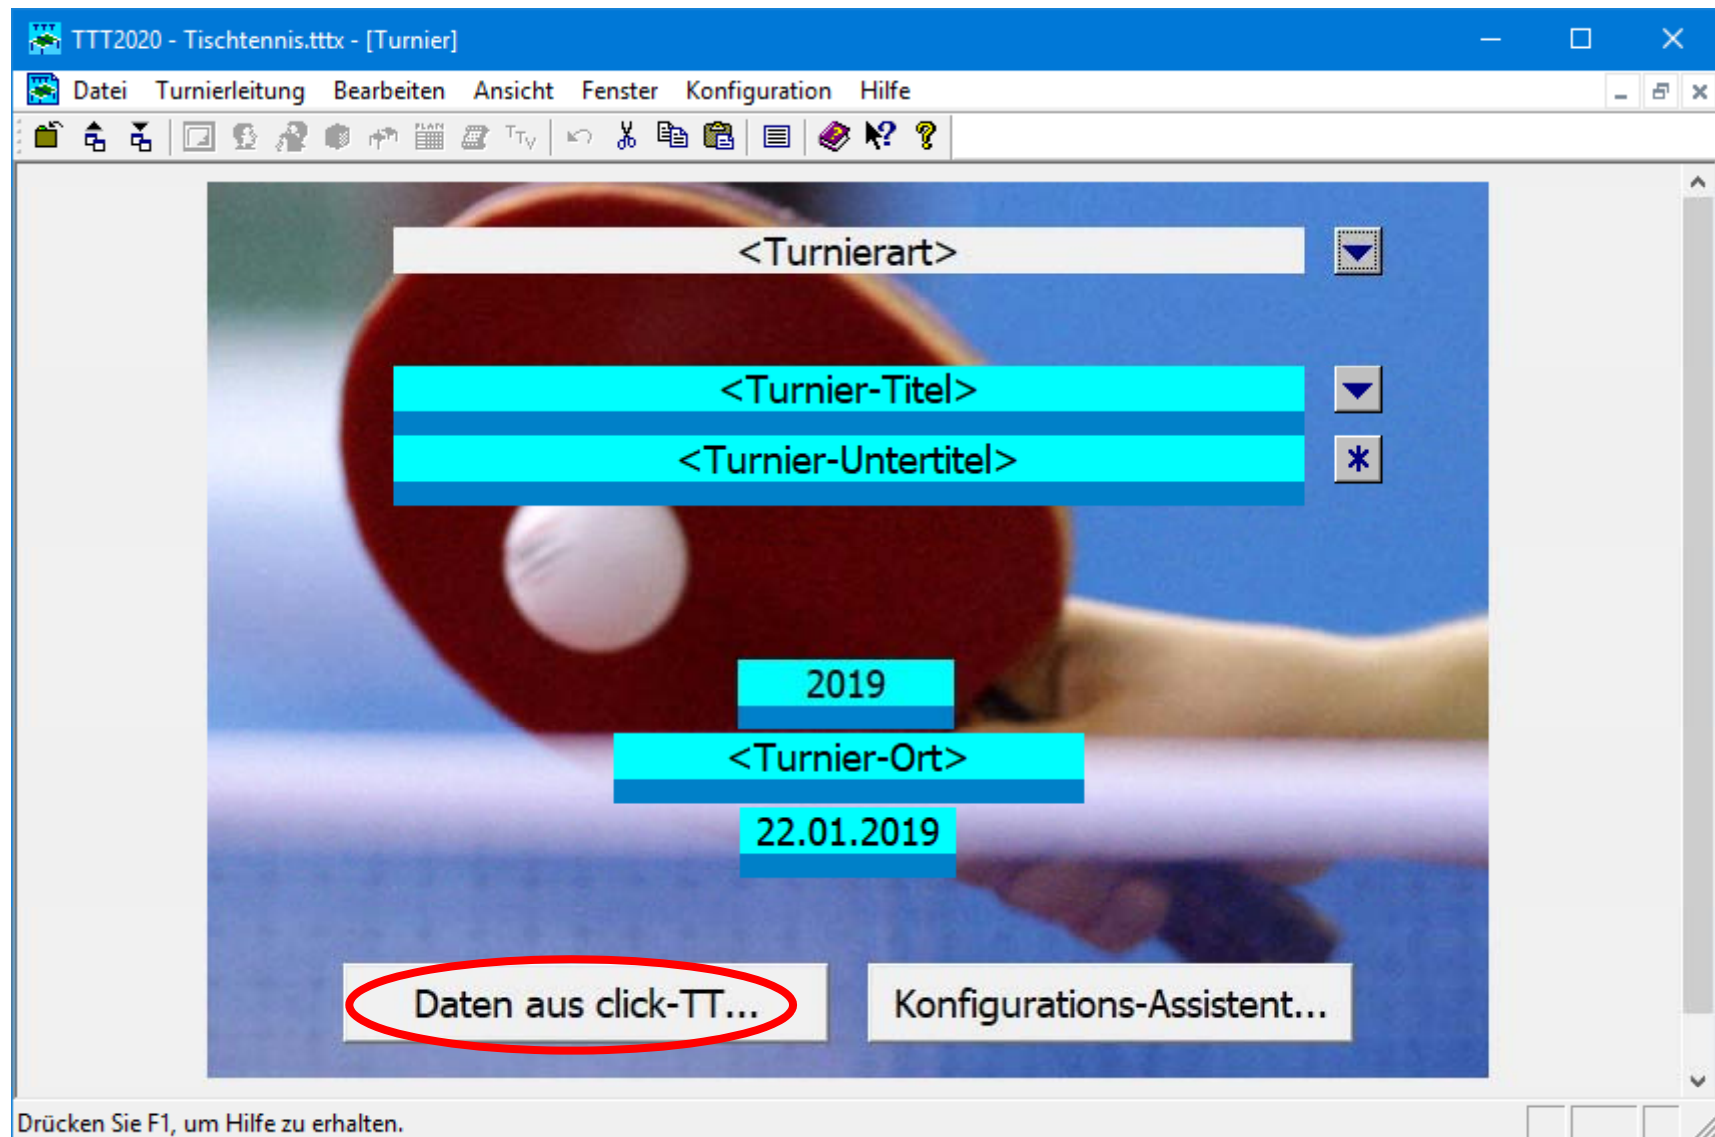 TTT2020 - Tischtennis.tttx - [Turnier]
Datei Turnierleitung Bearbeiten Ansicht Fenster Konfiguration Hilfe
<Turnierart>
<Turnier-Titel>
<Turnier-Untertitel>
2019
<Turnier-Ort>
22.01.2019
Daten aus click-TT... Konfigurations-Assistent...
Drücken Sie F1, um Hilfe zu erhalten.